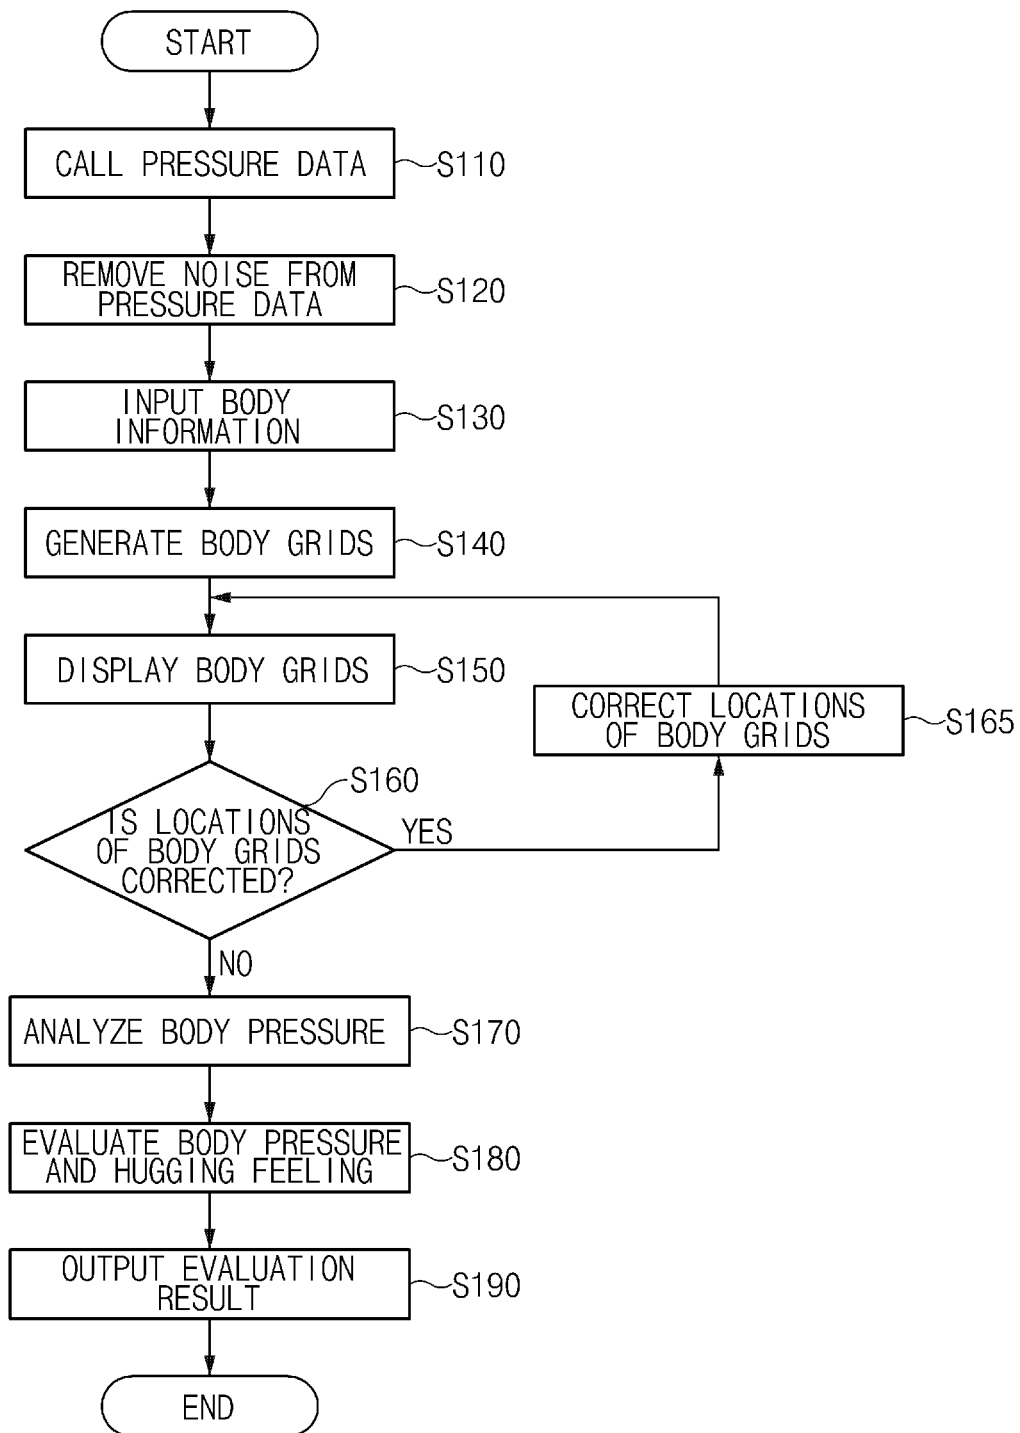 START
CALL PRESSURE DATA
S110
REMOVE NOISE FROM
PRESSURE DATA
S120
INPUT BODY
INFORMATION
S130
GENERATE BODY GRIDS
S140
DISPLAY BODY GRIDS
S150
CORRECT LOCATIONS
OF BODY GRIDS
S165
S160
IS LOCATIONS
OF BODY GRIDS
CORRECTED?
YES
NO
ANALYZE BODY PRESSURE
S170
EVALUATE BODY PRESSURE
AND HUGGING FEELING
S180
OUTPUT EVALUATION
RESULT
S190
END